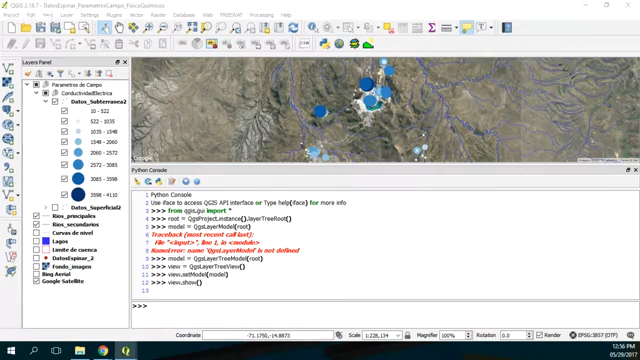 QGIS 2.18.7 - DatosEspinar_ParametrosCampo_FisicoQuimicos
Project Edit View Layer Settings Plugins Vector Raster Database FREEWAT Processing Help
Layers Panel
Parametros de Campo
ConductividadElectrica
Datos_Subterranea2
10 - 522
522 - 1035
1035 - 1548
1548 - 2060
2060 - 2572
2572 - 3085
3085 - 3598
3598 - 4110
Datos_Superficial2
Rios_principales
Rios_secundarios
Curvas de nivel
Lagos
Limite de cuenca
DatosEspinar_2
Fondo_imagen
Bing Aerial
Google Satellite
Google
Python Console
1 Python Console
2 Use iface to access QGIS API interface or Type help(iface) for more info
3 >>> from qgis.gui import *
4 >>> root = QgsProject.instance().layerTreeRoot()
5 >>> model = QgsLayerModel(root)
6 Traceback (most recent call last):
7 File "<input>", line 1, in <module>
8 NameError: name 'QgsLayerModel' is not defined
9 >>> model = QgsLayerTreeModel(root)
10 >>> view = QgsLayerTreeView()
11 >>> view.setModel(model)
12 >>> view.show()
13
>>>
Coordinate -71.1750,-14.8873 Scale 1:228,134 Magnifier 100% Rotation 0.0 Render EPSG:3857 (OTF)
12:56 PM
05/29/2017